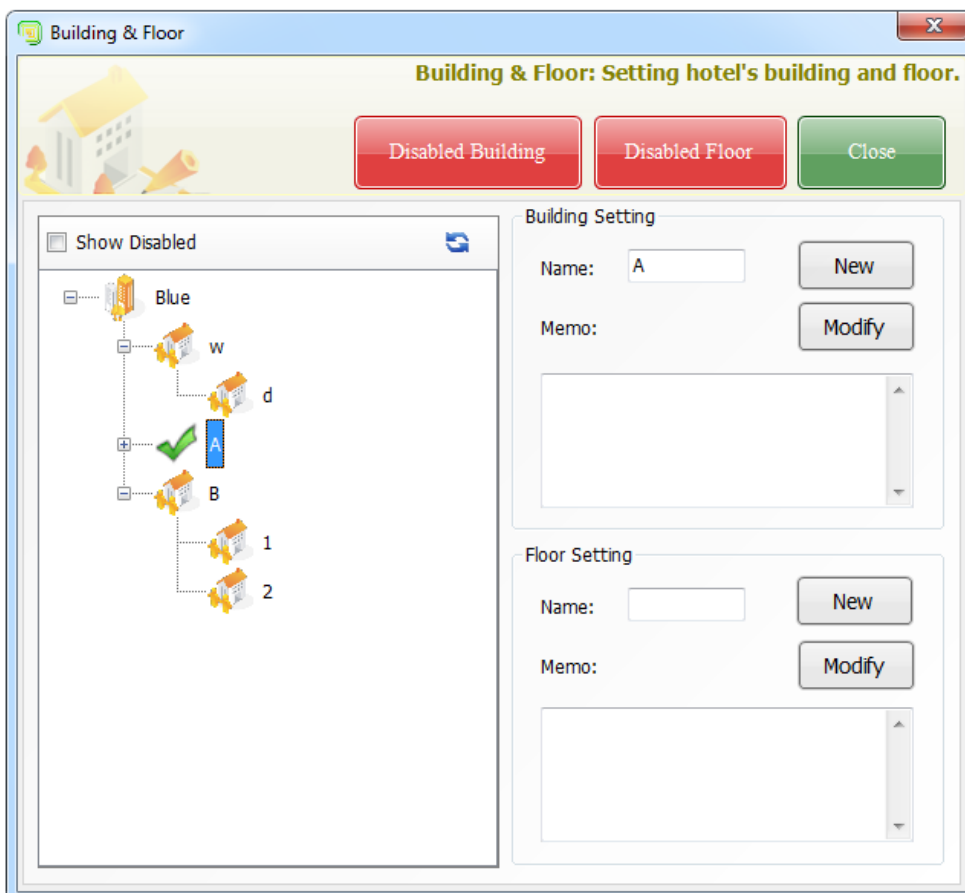 Building & Floor
Building & Floor: Setting hotel's building and floor.
Disabled Building
Disabled Floor
Close
Show Disabled
Blue
w
d
A
B
1
2
Building Setting
Name: A
New
Memo:
Modify
Floor Setting
Name:
New
Memo:
Modify